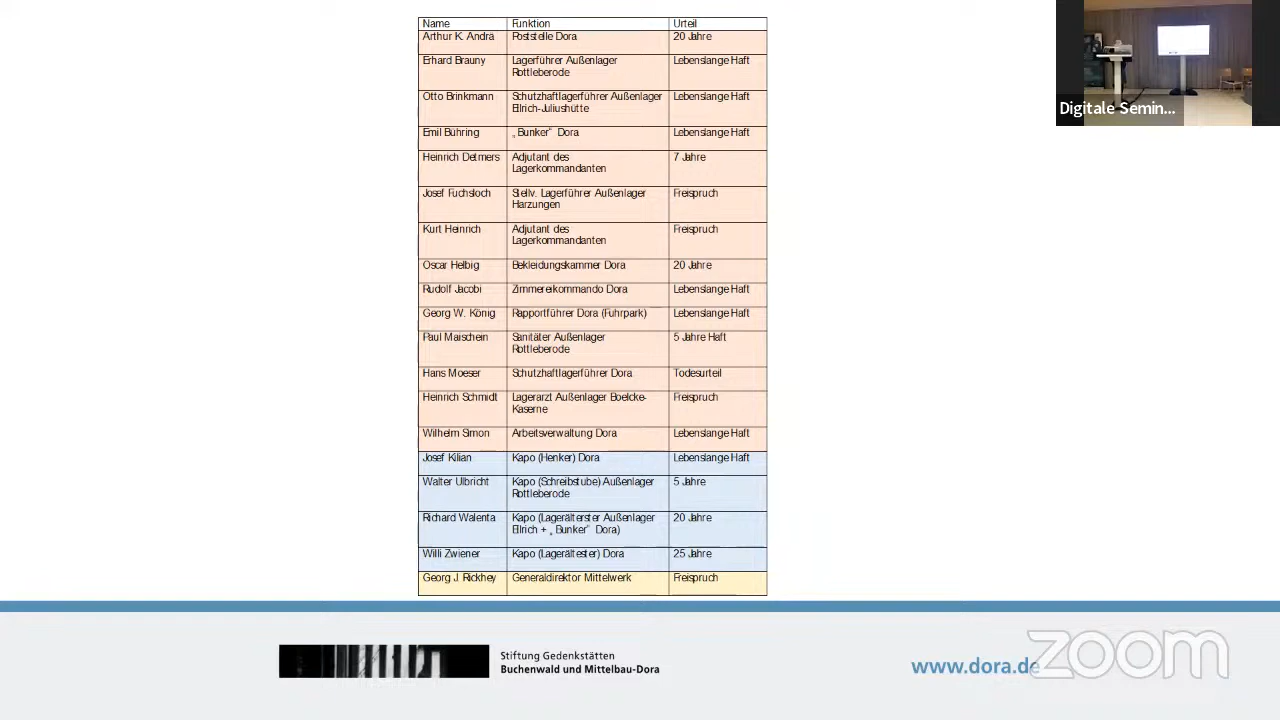 Name Funktion Urteil
Arthur K. Andrä Poststelle Dora 20 Jahre
Erhard Brauny Lagerführer Außenlager Lebenslange Haft
Rottleberode
Otto Brinkmann Schutzhaftlagerführer Außenlager Lebenslange Haft
Ellrich-Juliushütte
Emil Bühring „Bunker" Dora Lebenslange Haft
Heinrich Detmers Adjutant des 7 Jahre
Lagerkommandanten
Josef Fuchsloch Stellv. Lagerführer Außenlager Freispruch
Harzungen
Kurt Heinrich Adjutant des Freispruch
Lagerkommandanten
Oscar Helbig Bekleidungskammer Dora 20 Jahre
Rudolf Jacobi Zimmereikommando Dora Lebenslange Haft
Georg W. König Rapportführer Dora (Fuhrpark) Lebenslange Haft
Paul Maischein Sanitäter Außenlager 5 Jahre Haft
Rottleberode
Hans Moeser Schutzhaftlagerführer Dora Todesurteil
Heinrich Schmidt Lagerarzt Außenlager Boelcke- Freispruch
Kaserne
Wilhelm Simon Arbeitsverwaltung Dora Lebenslange Haft
Josef Kilian Kapo (Henker) Dora Lebenslange Haft
Walter Ulbricht Kapo (Schreibstube) Außenlager 5 Jahre
Rottleberode
Richard Walenta Kapo (Lagerälterster Außenlager 20 Jahre
Ellrich + „Bunker" Dora)
Willi Zwiener Kapo (Lagerältester) Dora 25 Jahre
Georg J. Rickhey Generaldirektor Mittelwerk Freispruch
Digitale Semin...
Stiftung Gedenkstätten
Buchenwald und Mittelbau-Dora
www.dora.de
zoom